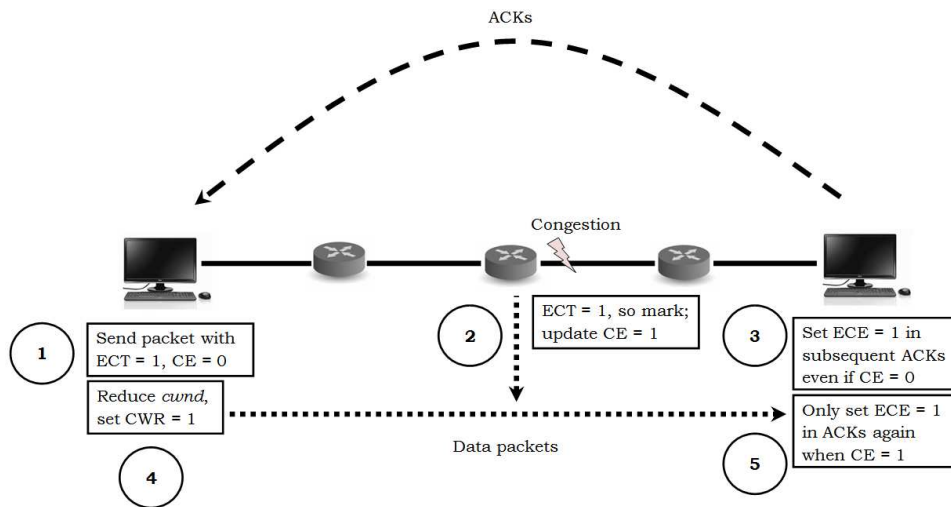 ACKs
Congestion
1
Send packet with
ECT = 1, CE = 0
2
ECT = 1, so mark;
update CE = 1
3
Set ECE = 1 in
subsequent ACKs
even if CE = 0
Reduce cwnd,
set CWR = 1
4
Data packets
5
Only set ECE = 1
in ACKs again
when CE = 1